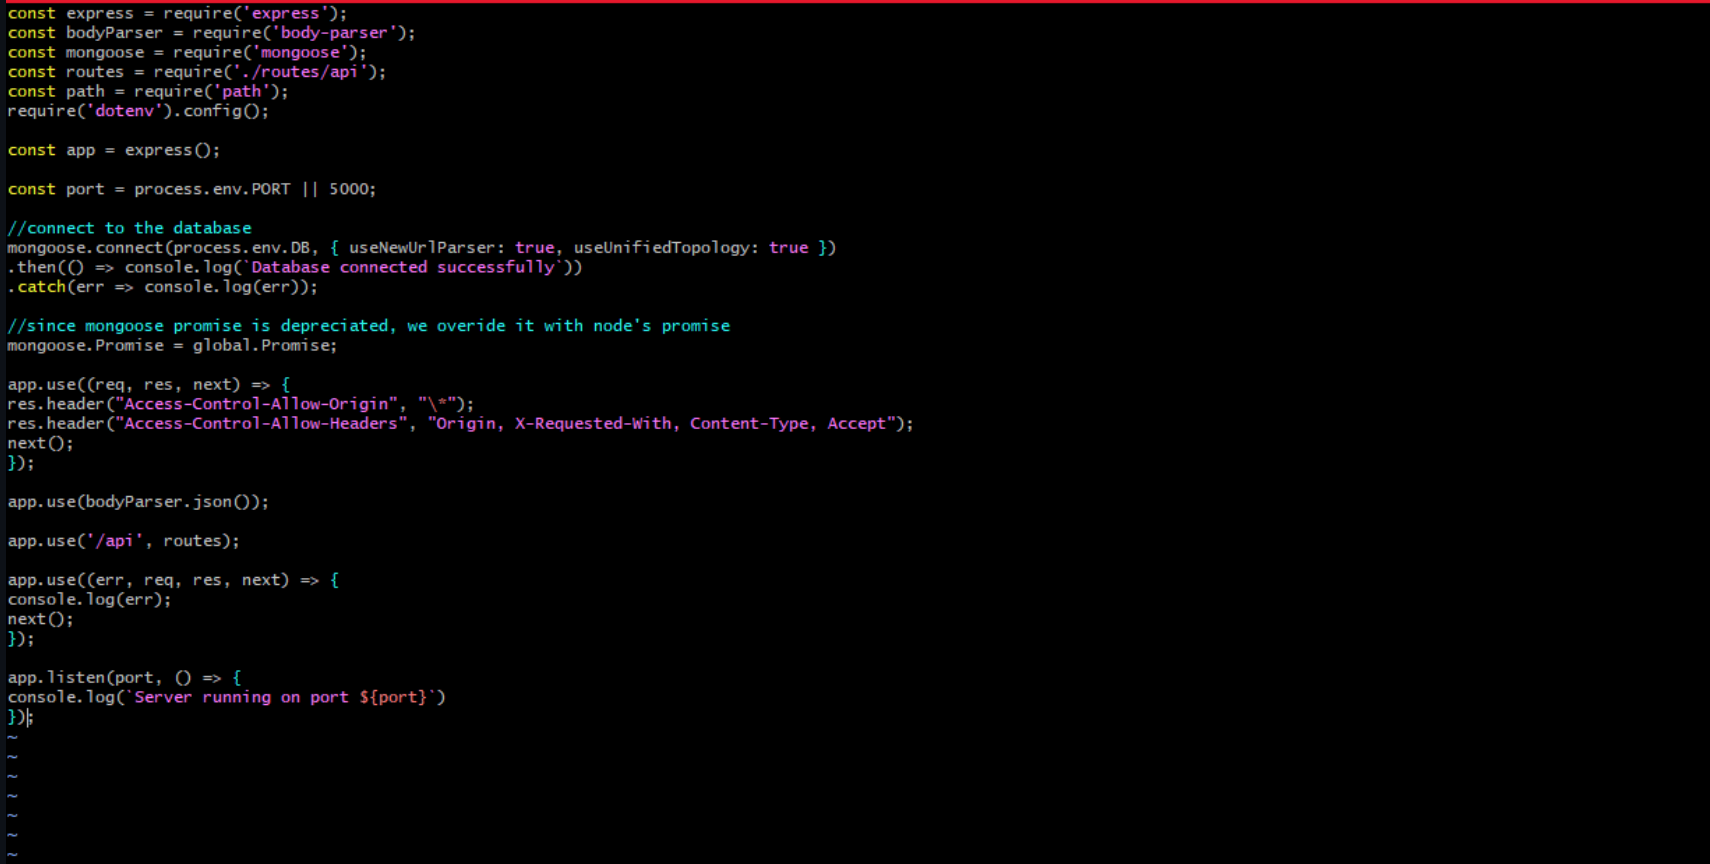 const express = require('express');
const bodyParser = require('body-parser');
const mongoose = require('mongoose');
const routes = require('./routes/api');
const path = require('path');
require('dotenv').config();

const app = express();

const port = process.env.PORT || 5000;

//connect to the database
mongoose.connect(process.env.DB, { useNewUrlParser: true, useUnifiedTopology: true })
.then(() => console.log(`Database connected successfully`))
.catch(err => console.log(err));

//since mongoose promise is depreciated, we overide it with node's promise
mongoose.Promise = global.Promise;

app.use((req, res, next) => {
res.header("Access-Control-Allow-Origin", "\*");
res.header("Access-Control-Allow-Headers", "Origin, X-Requested-With, Content-Type, Accept");
next();
});

app.use(bodyParser.json());

app.use('/api', routes);

app.use((err, req, res, next) => {
console.log(err);
next();
});

app.listen(port, () => {
console.log(`Server running on port ${port}`)
});
~
~
~
~
~
~
~